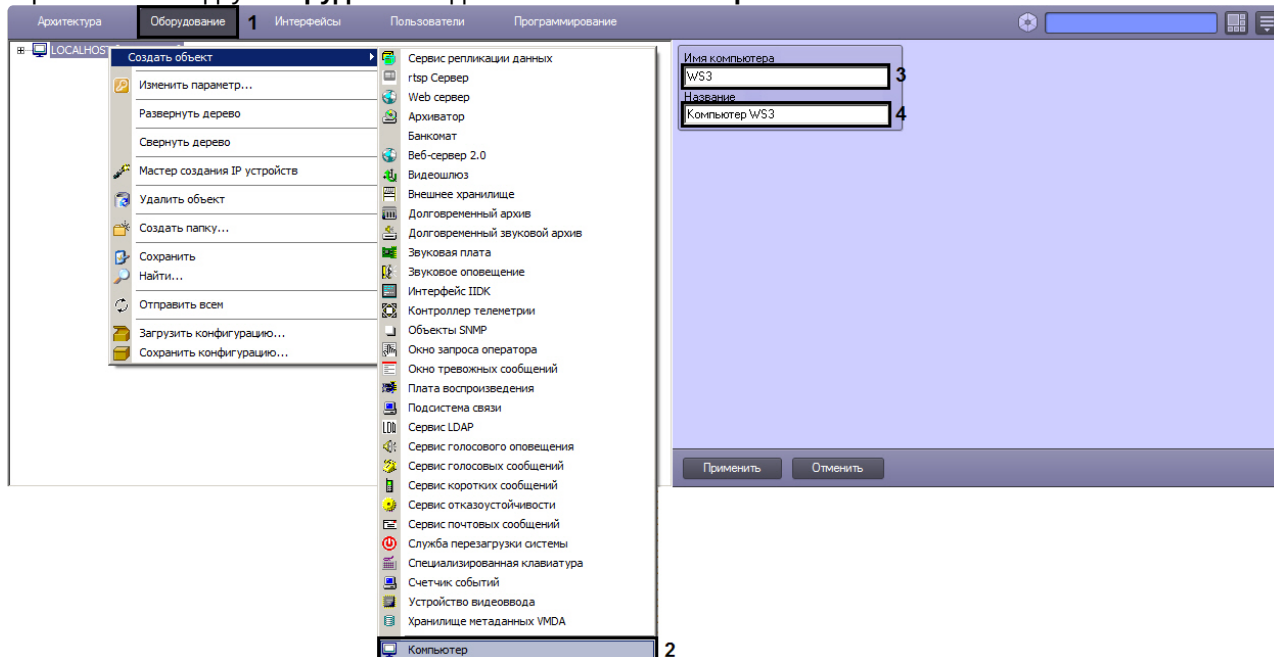 Архитектура Оборудование 1 Интерфейсы Пользователи Программирование
LOCALHOST
Создать объект
Изменить параметр...
Развернуть дерево
Свернуть дерево
Мастер создания IP устройств
Удалить объект
Создать папку...
Сохранить
Найти...
Отправить всем
Загрузить конфигурацию...
Сохранить конфигурацию...
Сервис репликации данных
rtsp Сервер
Web сервер
Архиватор
Банкомат
Веб-сервер 2.0
Видеошлюз
Внешнее хранилище
Долговременный архив
Долговременный звуковой архив
Звуковая плата
Звуковое оповещение
Интерфейс IIDK
Контроллер телеметрии
Объекты SNMP
Окно запроса оператора
Окно тревожных сообщений
Плата воспроизведения
Подсистема связи
Сервис LDAP
Сервис голосового оповещения
Сервис голосовых сообщений
Сервис коротких сообщений
Сервис отказоустойчивости
Сервис почтовых сообщений
Служба перезагрузки системы
Специализированная клавиатура
Счетчик событий
Устройство видеоввода
Хранилище метаданных VMDA
Компьютер 2
Имя компьютера
WS3 3
Название
Компьютер WS3 4
Применить Отменить